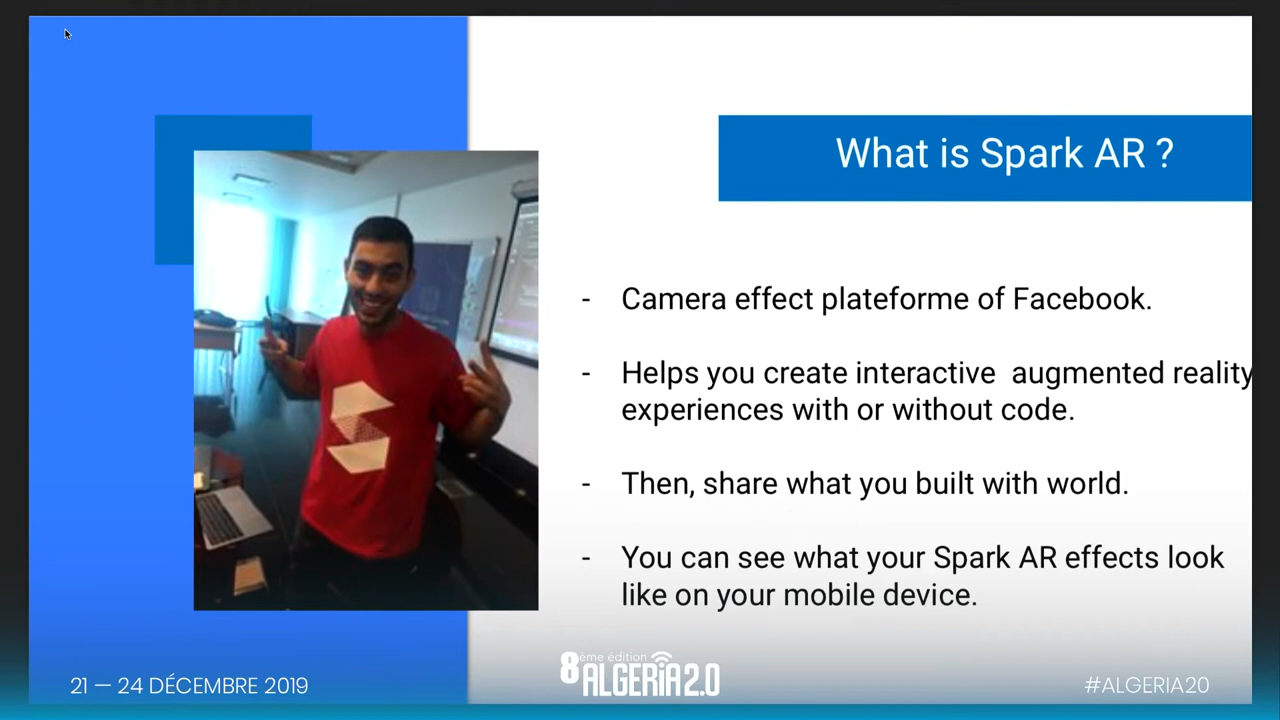 What is Spark AR ?
- Camera effect plateforme of Facebook.
- Helps you create interactive augmented reality
experiences with or without code.
- Then, share what you built with world.
- You can see what your Spark AR effects look
like on your mobile device.
21 — 24 DÉCEMBRE 2019
8ème édition
ALGERiA2.0
#ALGERIA20